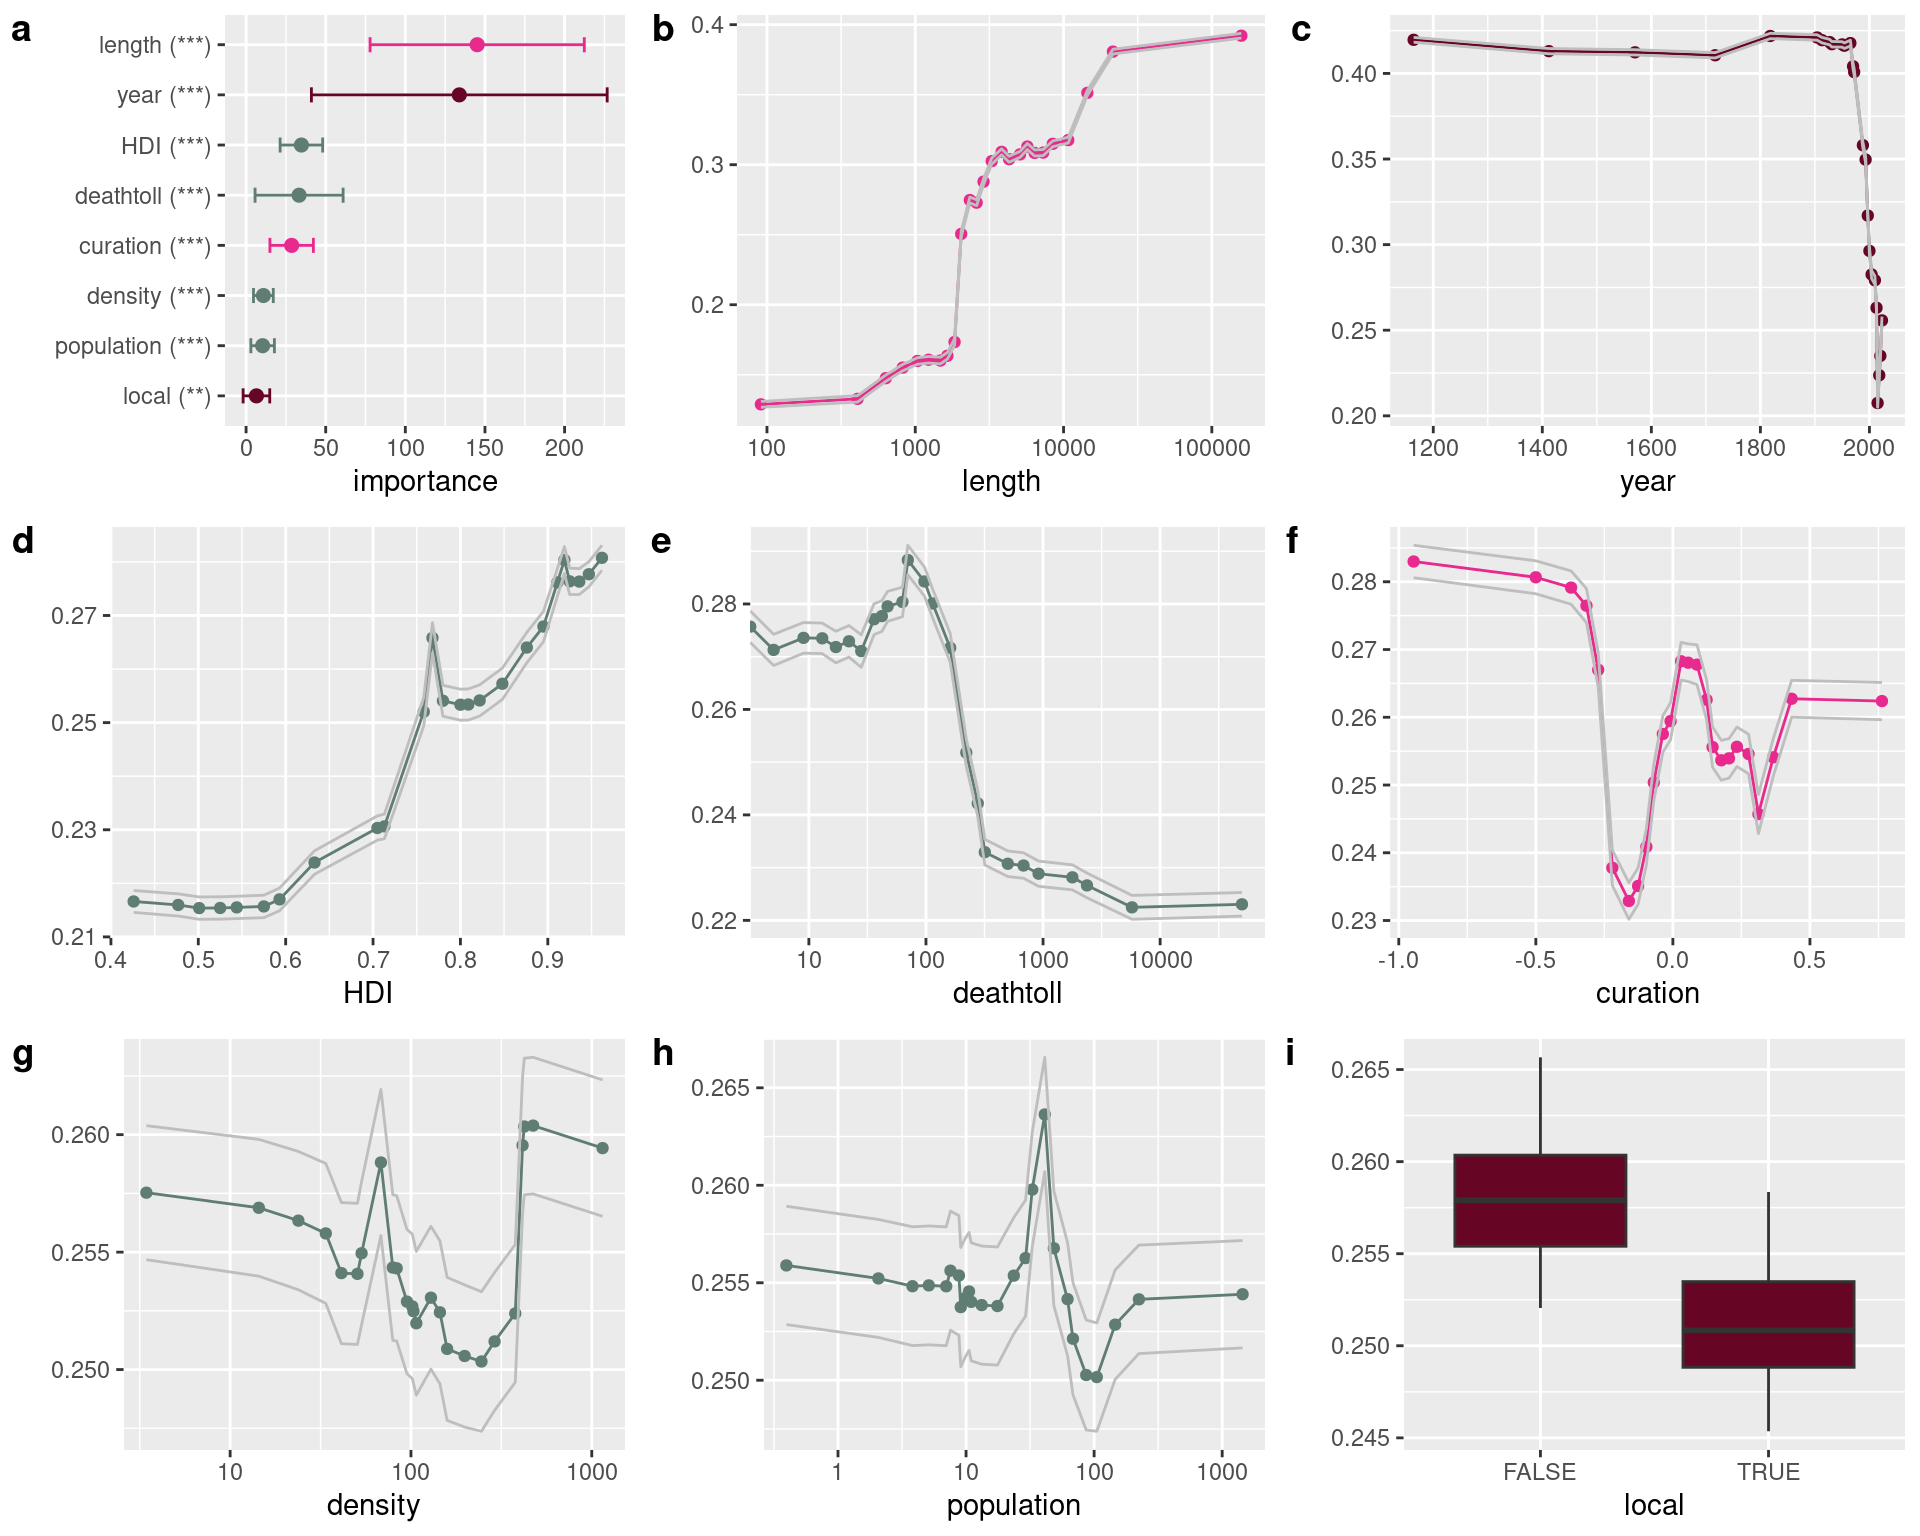 a
length (***)
year (***)
HDI (***)
deathtoll (***)
curation (***)
density (***)
population (***)
local (**)
0 50 100 150 200
importance
b
0.4
0.3
0.2
100 1000 10000 100000
length
c
0.40
0.35
0.30
0.25
0.20
1200 1400 1600 1800 2000
year
d
0.27
0.25
0.23
0.21
0.4 0.5 0.6 0.7 0.8 0.9
HDI
e
0.28
0.26
0.24
0.22
10 100 1000 10000
deathtoll
f
0.28
0.27
0.26
0.25
0.24
0.23
-1.0 -0.5 0.0 0.5
curation
g
0.260
0.255
0.250
10 100 1000
density
h
0.265
0.260
0.255
0.250
1 10 100 1000
population
i
0.265
0.260
0.255
0.250
0.245
FALSE TRUE
local